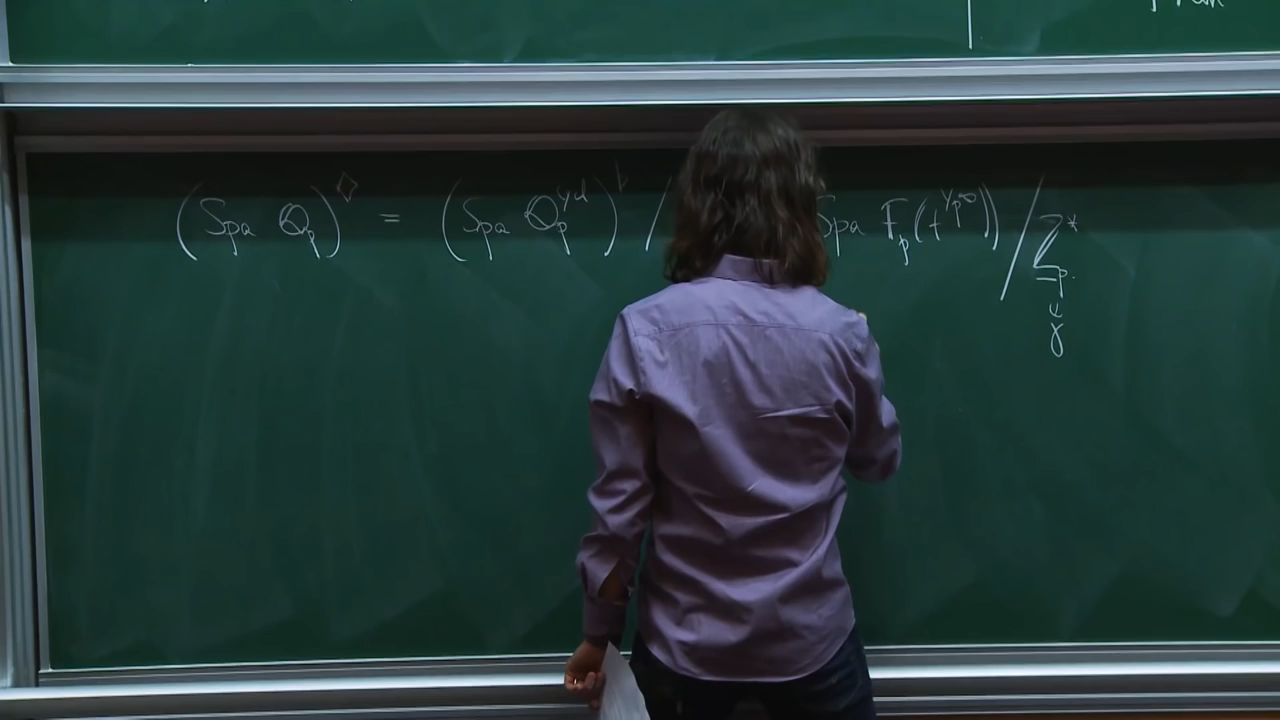 (Spa ℚ_p)^◇ = (Spa ℚ_p^{cycl})^♭ / Spa 𝔽_p((t^{1/p^∞})) / ℤ_p^*
∪
γ